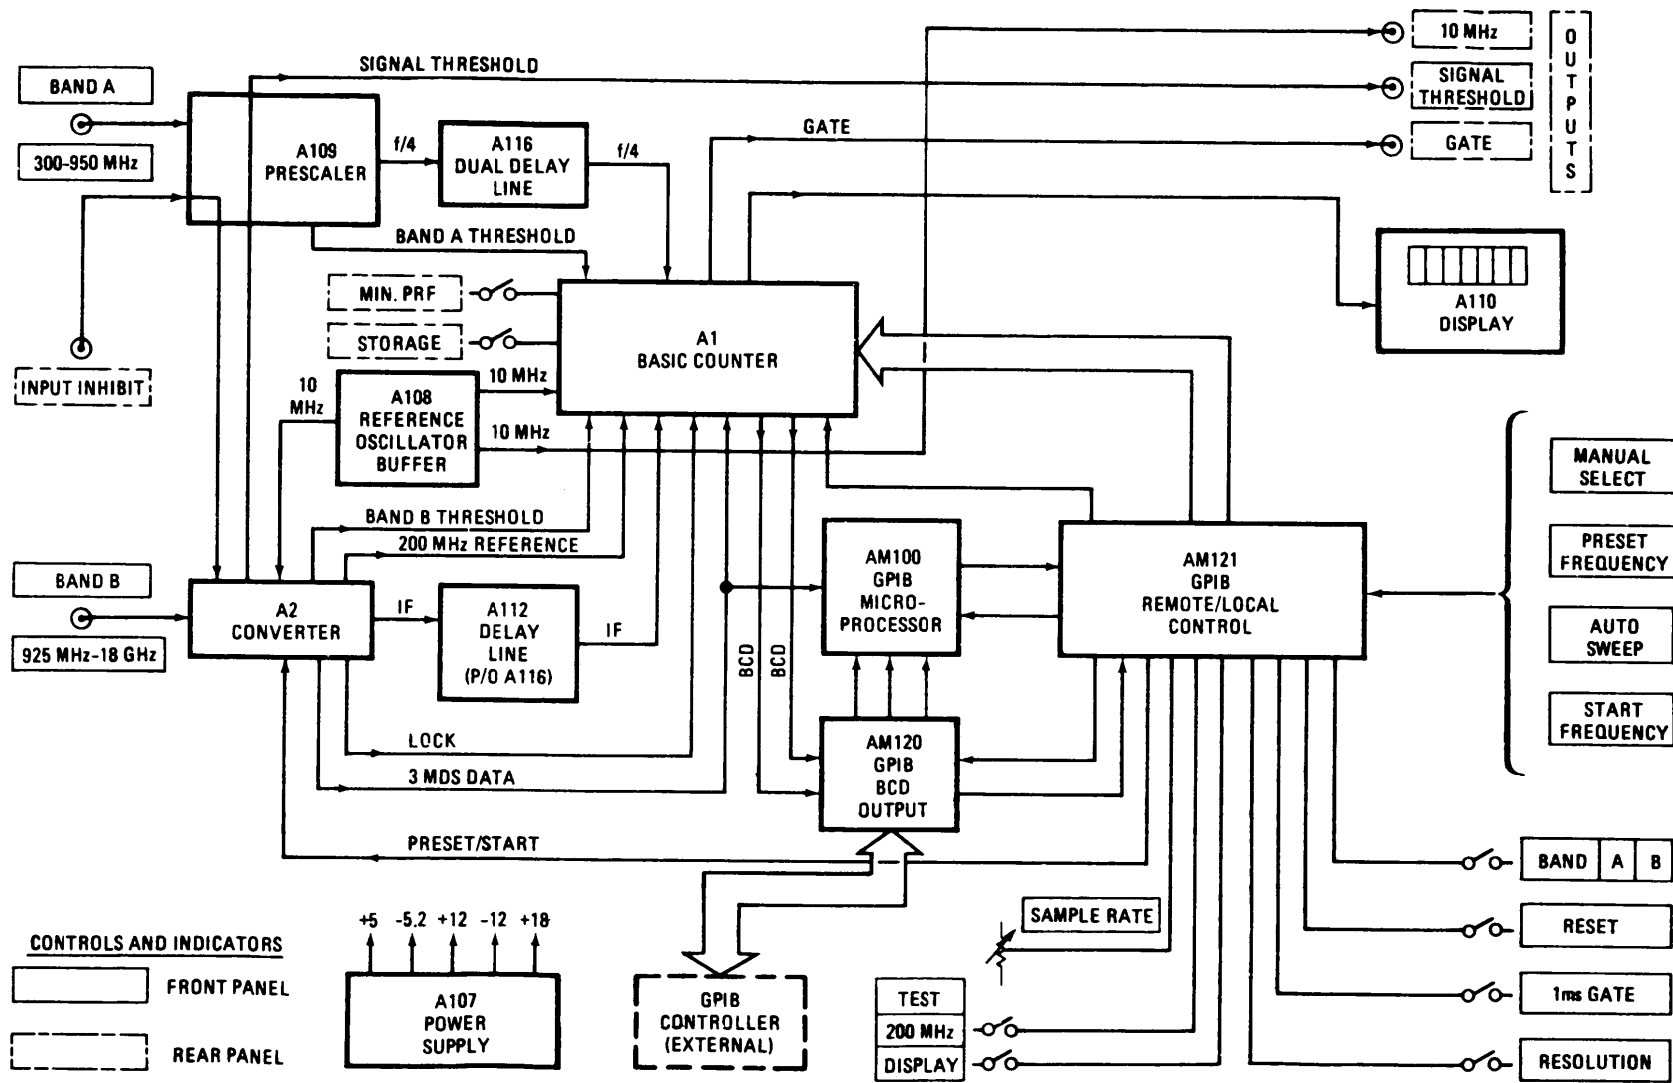 BAND A
300-950 MHz
INPUT INHIBIT
SIGNAL THRESHOLD
A109
PRESCALER
f/4
A116
DUAL DELAY
LINE
f/4
GATE
BAND A THRESHOLD
10 MHz
SIGNAL
THRESHOLD
GATE
OUTPUTS
MIN. PRF
STORAGE
A1
BASIC COUNTER
A110
DISPLAY
10
MHz
A108
REFERENCE
OSCILLATOR
BUFFER
10 MHz
10 MHz
BAND B THRESHOLD
200 MHz REFERENCE
BAND B
925 MHz-18 GHz
A2
CONVERTER
IF
A112
DELAY
LINE
(P/O A116)
IF
BCD
BCD
AM100
GPIB
MICRO-
PROCESSOR
AM121
GPIB
REMOTE/LOCAL
CONTROL
MANUAL
SELECT
PRESET
FREQUENCY
AUTO
SWEEP
START
FREQUENCY
LOCK
3 MDS DATA
AM120
GPIB
BCD
OUTPUT
PRESET/START
BAND A B
RESET
1ms GATE
RESOLUTION
SAMPLE RATE
TEST
200 MHz
DISPLAY
GPIB
CONTROLLER
(EXTERNAL)
+5 -5.2 +12 -12 +18
A107
POWER
SUPPLY
CONTROLS AND INDICATORS
FRONT PANEL
REAR PANEL